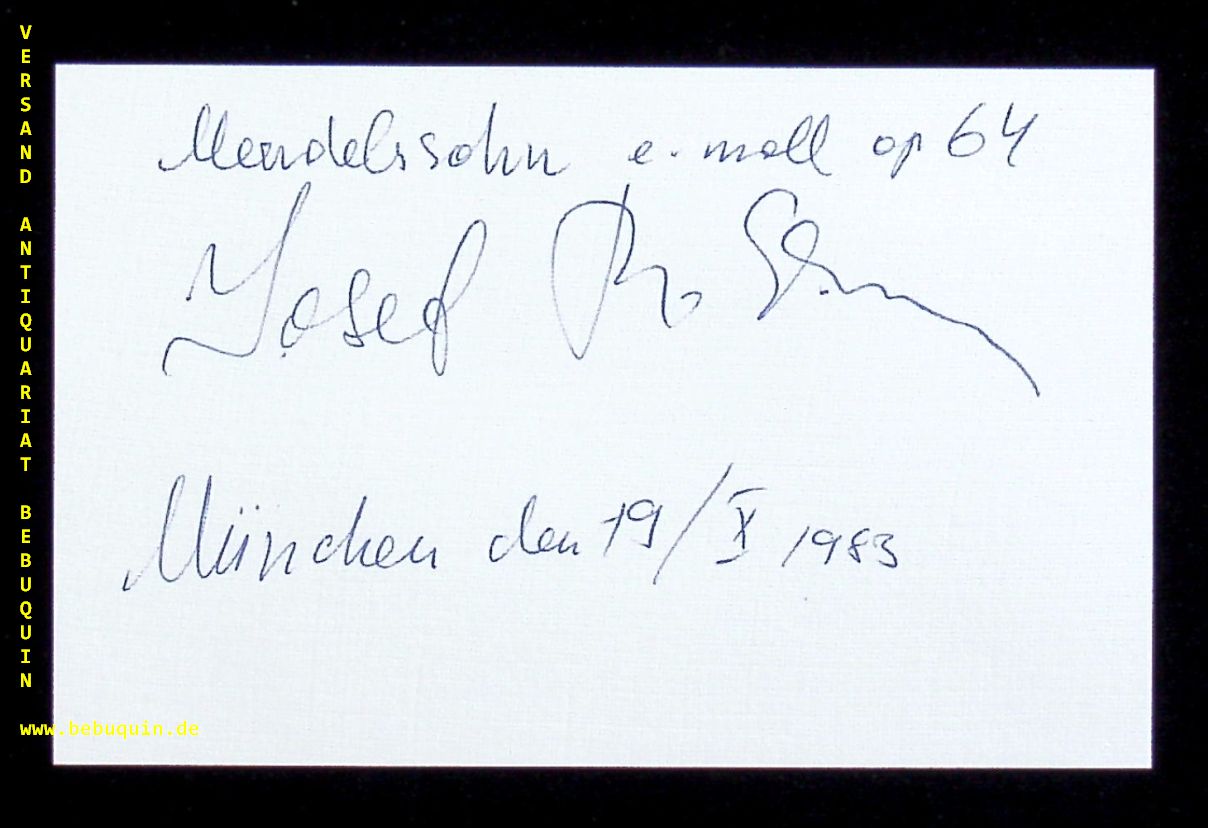 VERSAND ANTIQUARIAT BEBUQUIN
Mendelssohn e-moll op 64
Josef
München den 19/X 1983
www.bebuquin.de